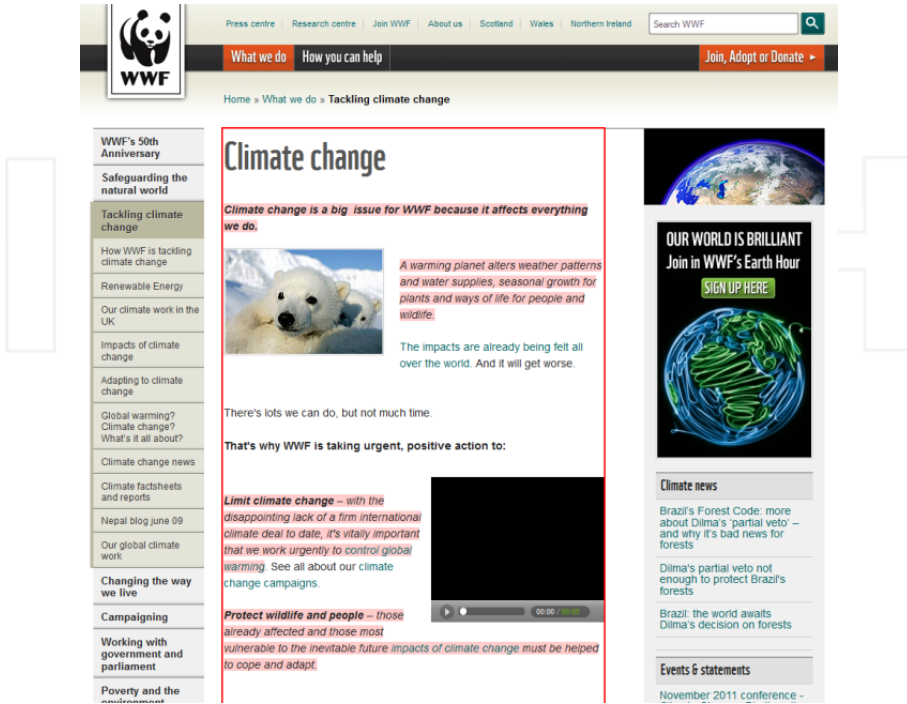 Press centre | Research centre | Join WWF | About us | Scotland | Wales | Northern Ireland
Search WWF
WWF
What we do
How you can help
Join, Adopt or Donate ►
Home » What we do » Tackling climate change
WWF's 50th
Anniversary
Safeguarding the
natural world
Tackling climate
change
How WWF is tackling
climate change
Renewable Energy
Our climate work in the
UK
Impacts of climate
change
Adapting to climate
change
Global warming?
Climate change?
What's it all about?
Climate change news
Climate factsheets
and reports
Nepal blog june 09
Our global climate
work
Changing the way
we live
Campaigning
Working with
government and
parliament
Poverty and the
environment
Climate change
Climate change is a big issue for WWF because it affects everything
we do.
A warming planet alters weather patterns
and water supplies, seasonal growth for
plants and ways of life for people and
wildlife.
The impacts are already being felt all
over the world. And it will get worse.
There's lots we can do, but not much time.
That's why WWF is taking urgent, positive action to:
Limit climate change – with the
disappointing lack of a firm international
climate deal to date, it's vitally important
that we work urgently to control global
warming. See all about our climate
change campaigns.
00:00 / 00:00
Protect wildlife and people – those
already affected and those most
vulnerable to the inevitable future impacts of climate change must be helped
to cope and adapt.
OUR WORLD IS BRILLIANT
Join in WWF's Earth Hour
SIGN UP HERE
Climate news
Brazil's Forest Code: more
about Dilma's 'partial veto' –
and why it's bad news for
forests
Dilma's partial veto not
enough to protect Brazil's
forests
Brazil: the world awaits
Dilma's decision on forests
Events & statements
November 2011 conference -